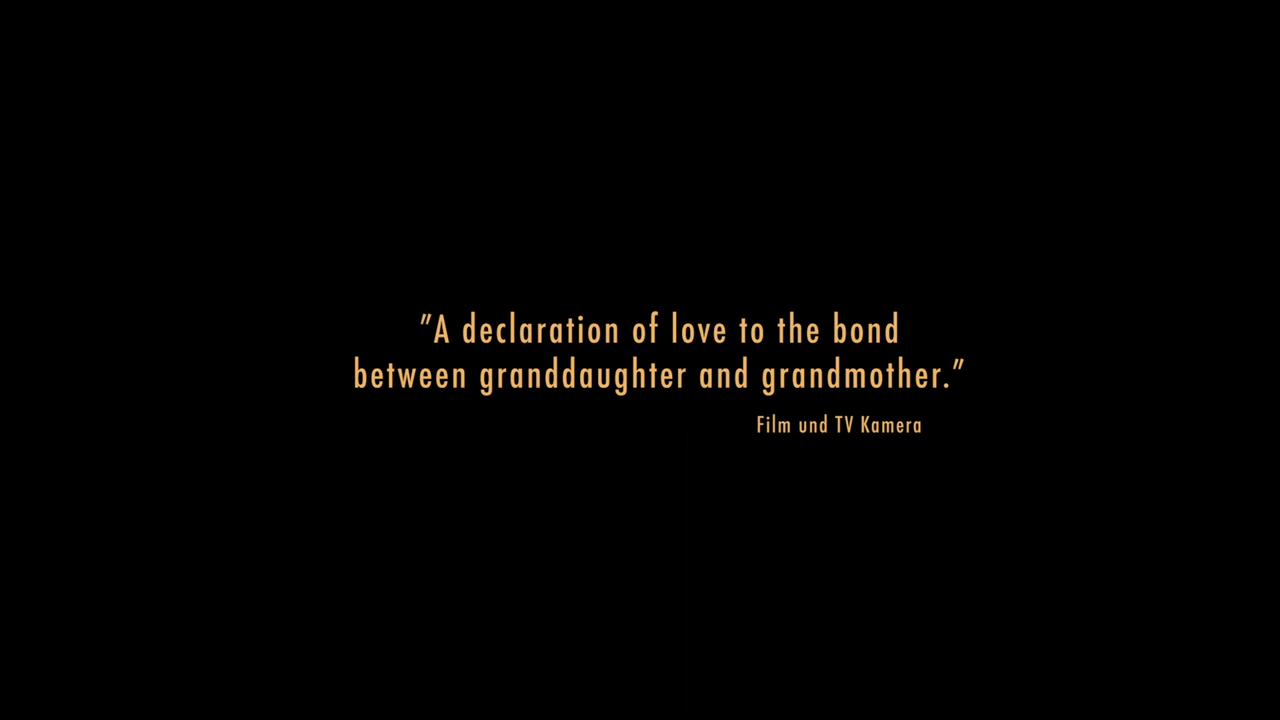 "A declaration of love to the bond
between granddaughter and grandmother."
Film und TV Kamera